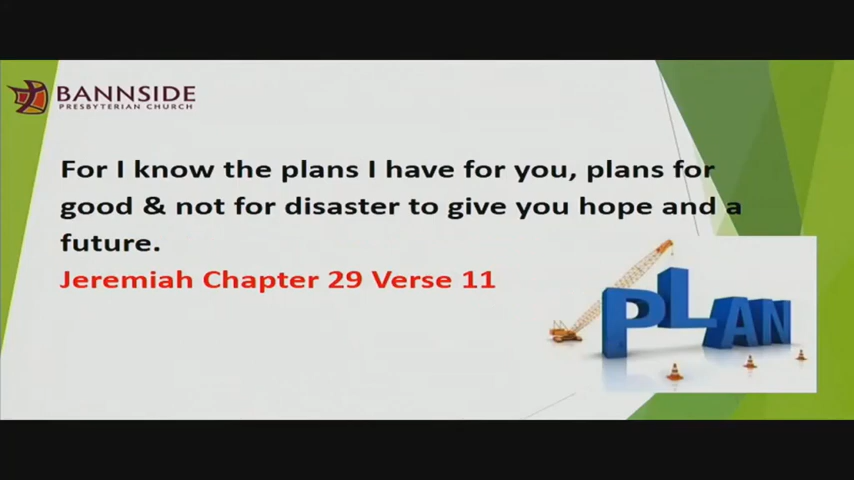 BANNSIDE
PRESBYTERIAN CHURCH
For I know the plans I have for you, plans for
good & not for disaster to give you hope and a
future.
Jeremiah Chapter 29 Verse 11
PLAN